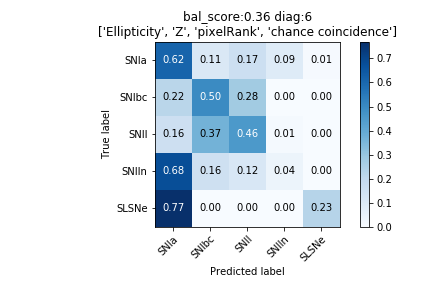 bal_score:0.36 diag:6
['Ellipticity', 'Z', 'pixelRank', 'chance coincidence']
True label
SNIa 0.62 0.11 0.17 0.09 0.01
SNIbc 0.22 0.50 0.28 0.00 0.00
SNII 0.16 0.37 0.46 0.01 0.00
SNIIn 0.68 0.16 0.12 0.04 0.00
SLSNe 0.77 0.00 0.00 0.00 0.23
SNIa SNIbc SNII SNIIn SLSNe
Predicted label
0.7
0.6
0.5
0.4
0.3
0.2
0.1
0.0